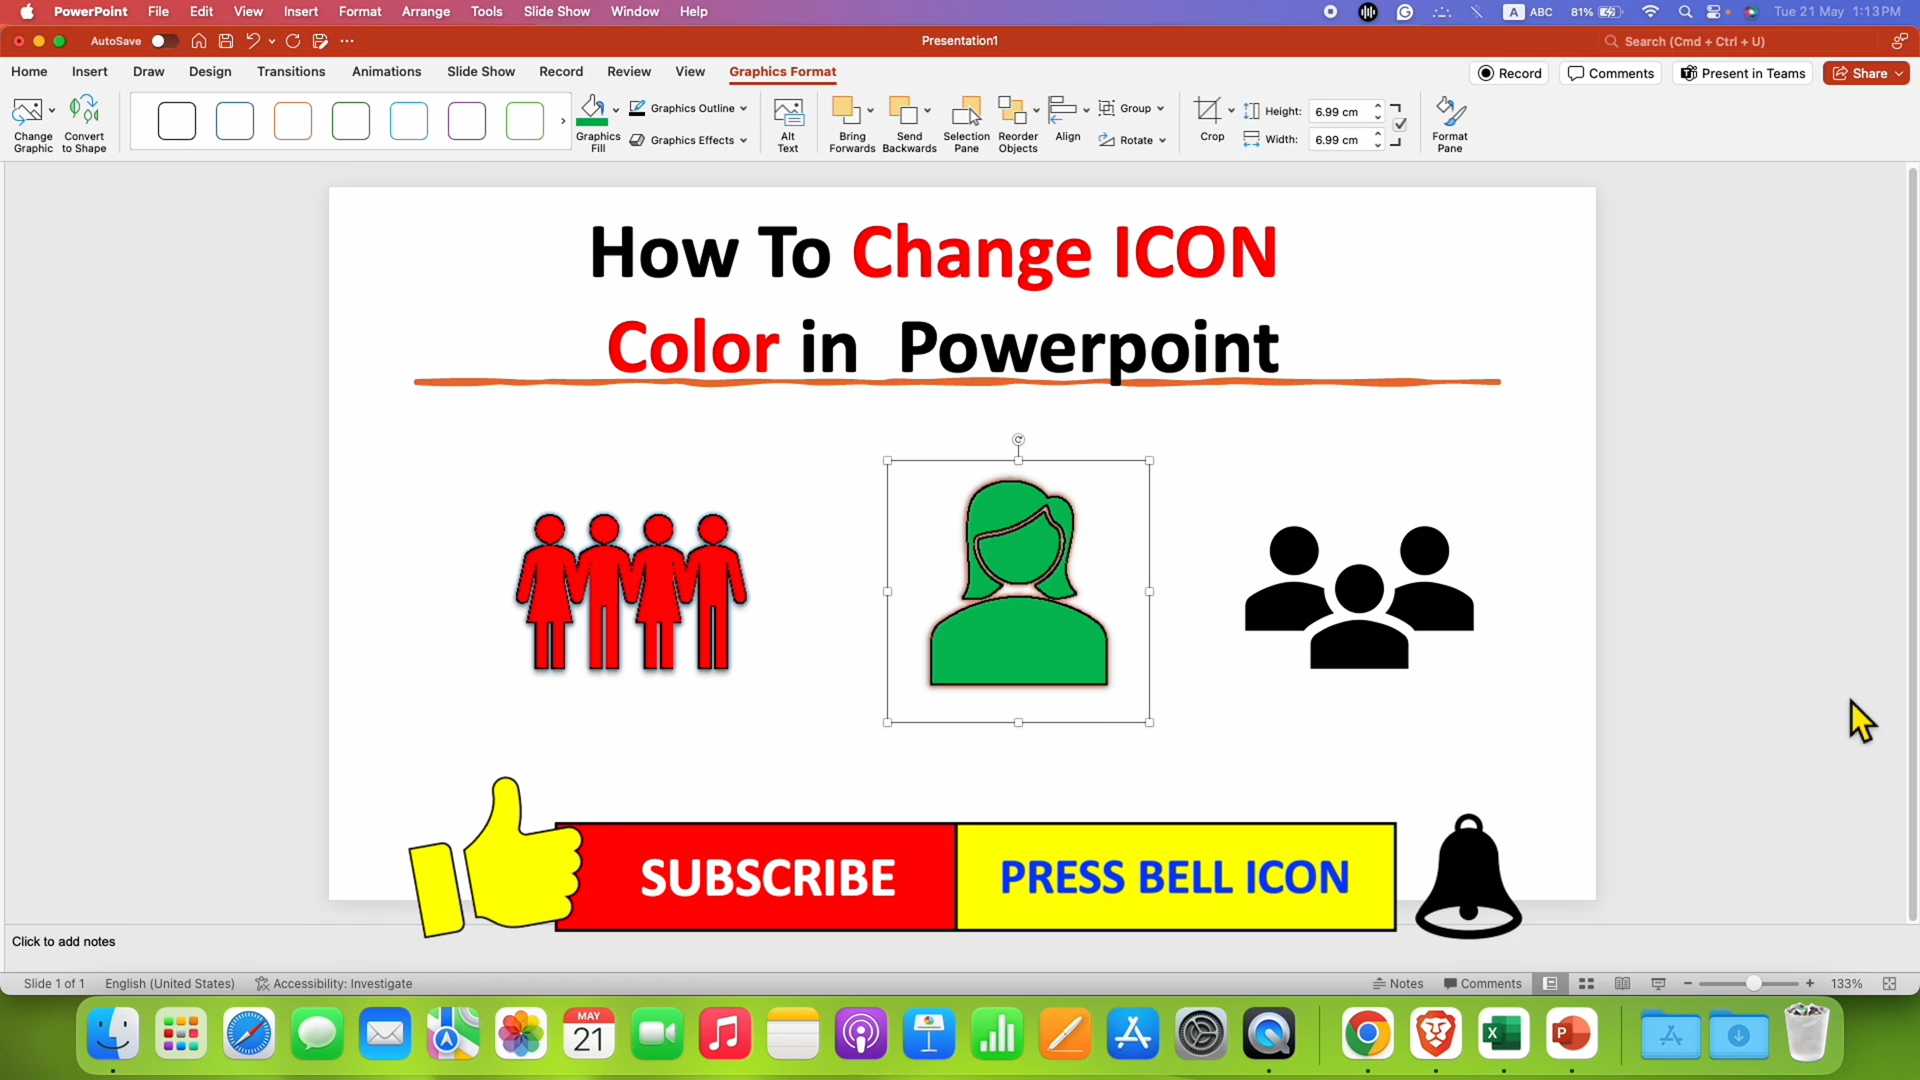 PowerPoint File Edit View Insert Format Arrange Tools Slide Show Window Help A ABC 81% Tue 21 May 1:13 PM
AutoSave Presentation1 Search (Cmd + Ctrl + U)
Home Insert Draw Design Transitions Animations Slide Show Record Review View Graphics Format Record Comments Present in Teams Share
Change Graphic
Convert to Shape
Graphics Fill
Graphics Outline
Graphics Effects
Alt Text
Bring Forwards
Send Backwards
Selection Pane
Reorder Objects
Align
Group
Rotate
Crop
Height: 6.99 cm
Width: 6.99 cm
Format Pane
How To Change ICON
Color in Powerpoint
SUBSCRIBE PRESS BELL ICON
Click to add notes
Slide 1 of 1 English (United States) Accessibility: Investigate Notes Comments 133%
MAY
21
X
P